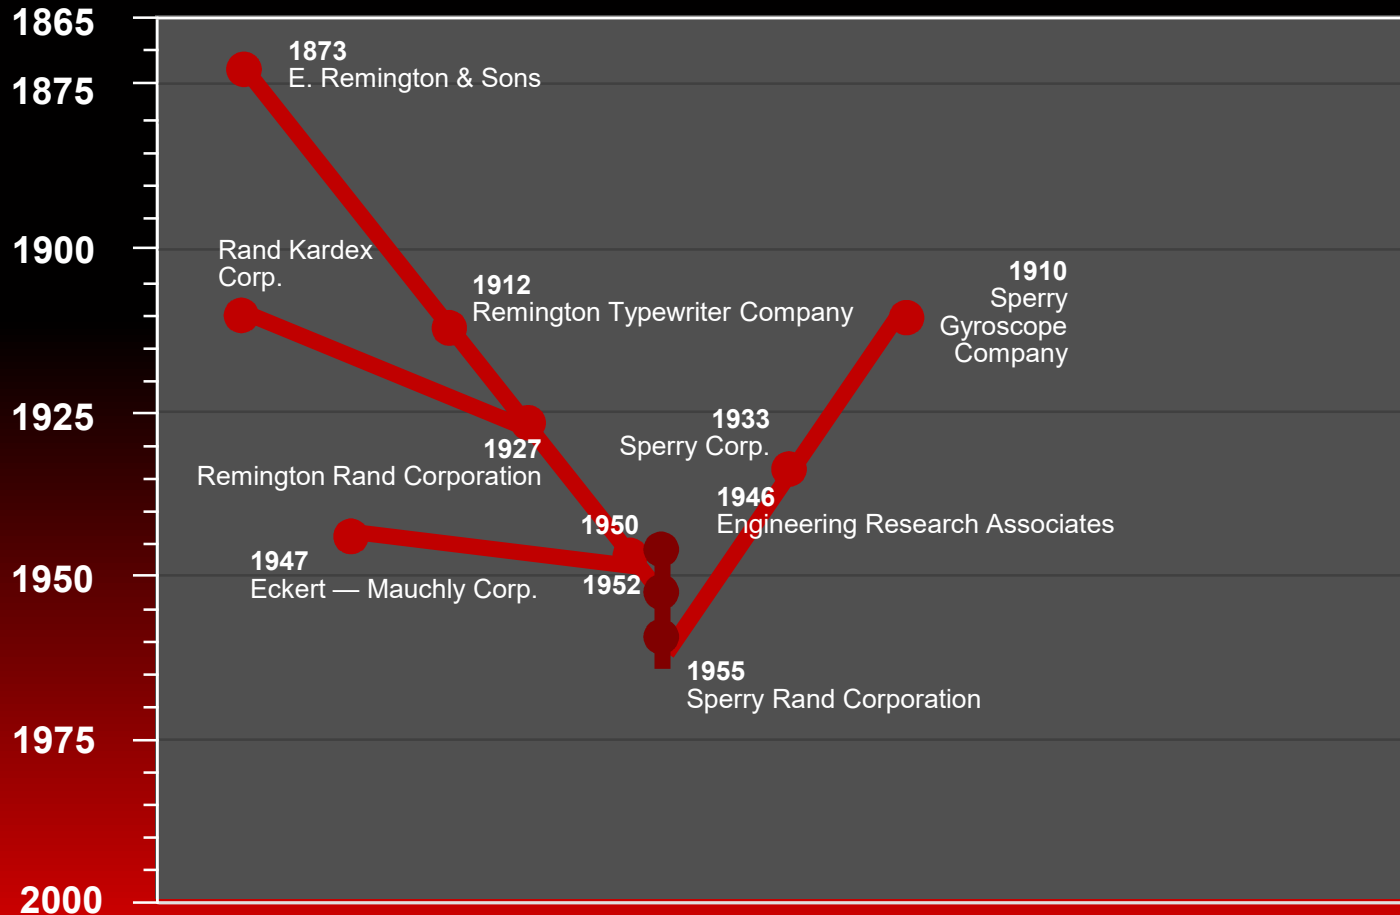 1865
1873
E. Remington & Sons
1875
1900
Rand Kardex
Corp.
1912
Remington Typewriter Company
1910
Sperry
Gyroscope
Company
1925
1927
Remington Rand Corporation
1933
Sperry Corp.
1946
Engineering Research Associates
1950
1947
Eckert — Mauchly Corp.
1952
1950
1955
Sperry Rand Corporation
1975
2000